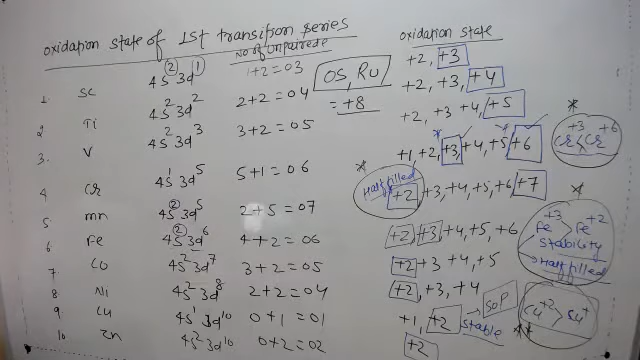 oxidation state of 1st transition series
No of unpaired e
oxidation state
1 SC 4S² 3d¹ 1+2=03 +2, +3
OS, RU = +8
2 Ti 4S² 3d² 2+2=04 +2, +3, +4
3. V 4S² 3d³ 3+2=05 +2, +3, +4, +5
4 Cr 4S¹ 3d⁵ 5+1=06 +1, +2, +3, +4, +5, +6
* Cr+3 < Cr+6
5 mn 4S² 3d⁵ 2+5=07 +2, +3, +4, +5, +6, +7
* Half filled
6 Fe 4S² 3d⁶ 4+2=06 +2, +3, +4, +5, +6
* Fe+3 > Fe+2
Stability
→ Half filled
7 CO 4S² 3d⁷ 3+2=05 +2 +3 +4, +5
8 Ni 4S² 3d⁸ 2+2=04 +2, +3, +4
9 Cu 4S¹ 3d¹⁰ 0+1=01 +1, +2 → SOP
stable
** Cu+2 > Cu+
10 Zn 4S² 3d¹⁰ 0+2=02 +2